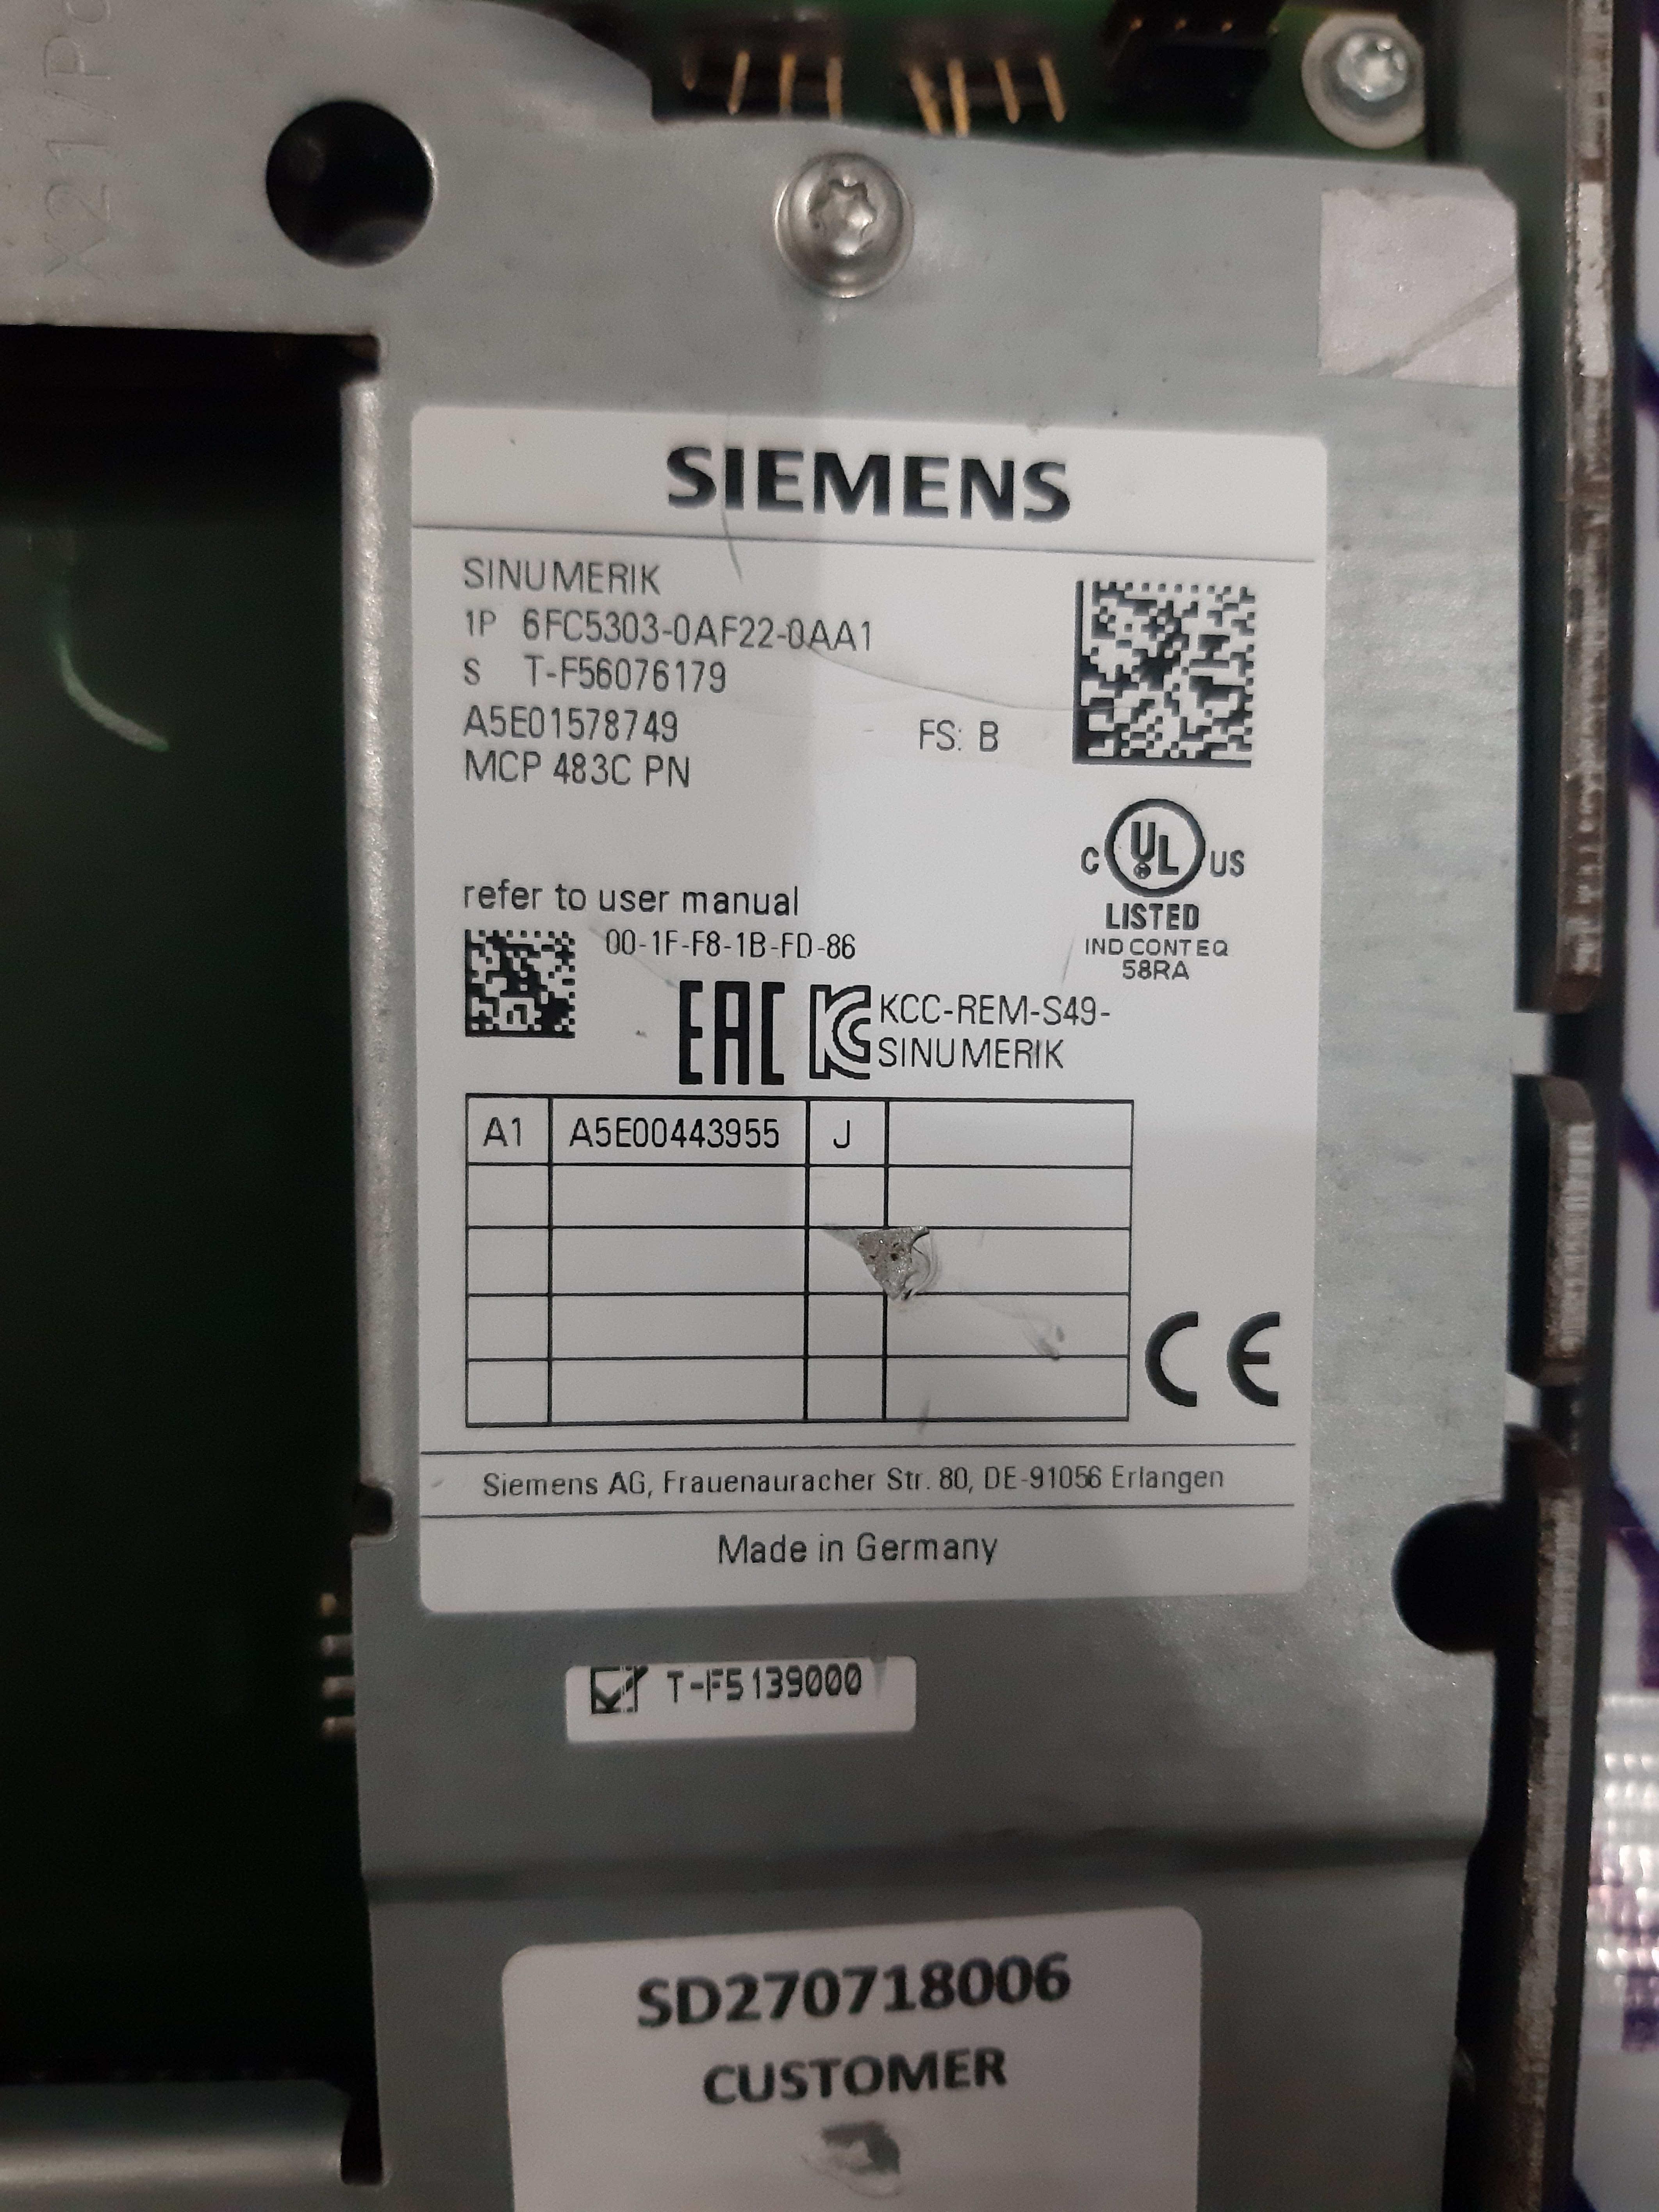 X21/P
SIEMENS
SINUMERIK
1P 6FC5303-0AF22-0AA1
S T-F56076179
A5E01578749 FS: B
MCP 483C PN
C UL US
LISTED
IND CONT EQ
58RA
refer to user manual
00-1F-F8-1B-FD-86
EAC KC KCC-REM-S49-
SINUMERIK
A1 A5E00443955 J
CE
Siemens AG, Frauenauracher Str. 80, DE-91056 Erlangen
Made in Germany
T-F5139000
SD270718006
CUSTOMER